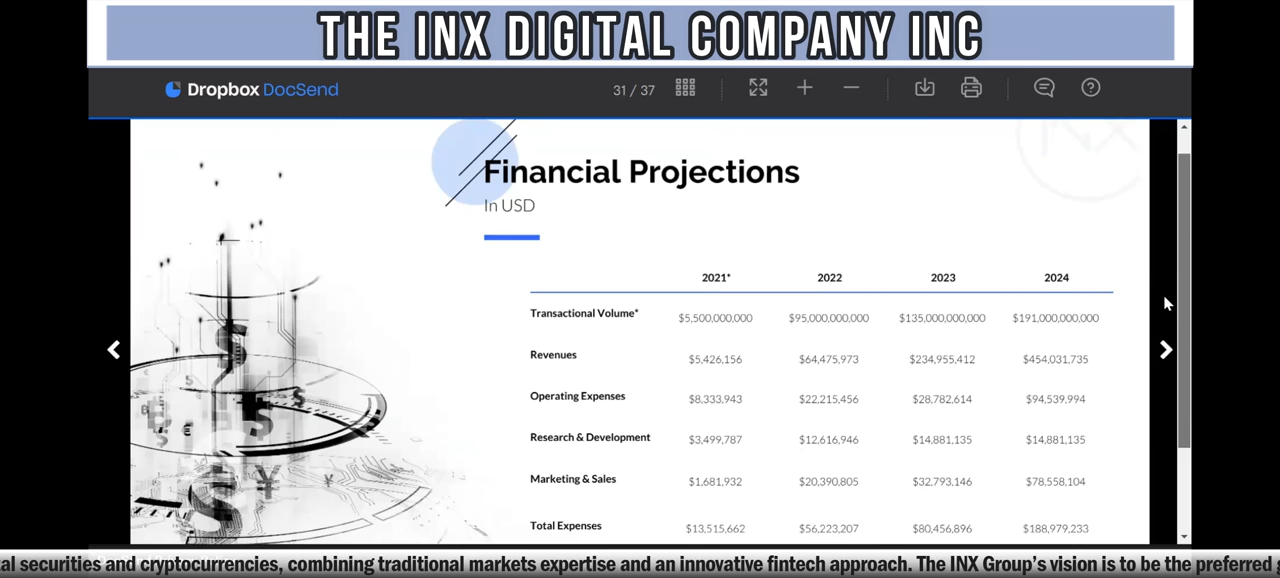 THE INX DIGITAL COMPANY INC
Dropbox DocSend
31 / 37
INX
Financial Projections
In USD
2021* 2022 2023 2024
Transactional Volume* $5,500,000,000 $95,000,000,000 $135,000,000,000 $191,000,000,000
Revenues $5,426,156 $64,475,973 $234,955,412 $454,031,735
Operating Expenses $8,333,943 $22,215,456 $28,782,614 $94,539,994
Research & Development $3,499,787 $12,616,946 $14,881,135 $14,881,135
Marketing & Sales $1,681,932 $20,390,805 $32,793,146 $78,558,104
Total Expenses $13,515,662 $56,223,207 $80,456,896 $188,979,233
securities and cryptocurrencies, combining traditional markets expertise and an innovative fintech approach. The INX Group's vision is to be the preferred